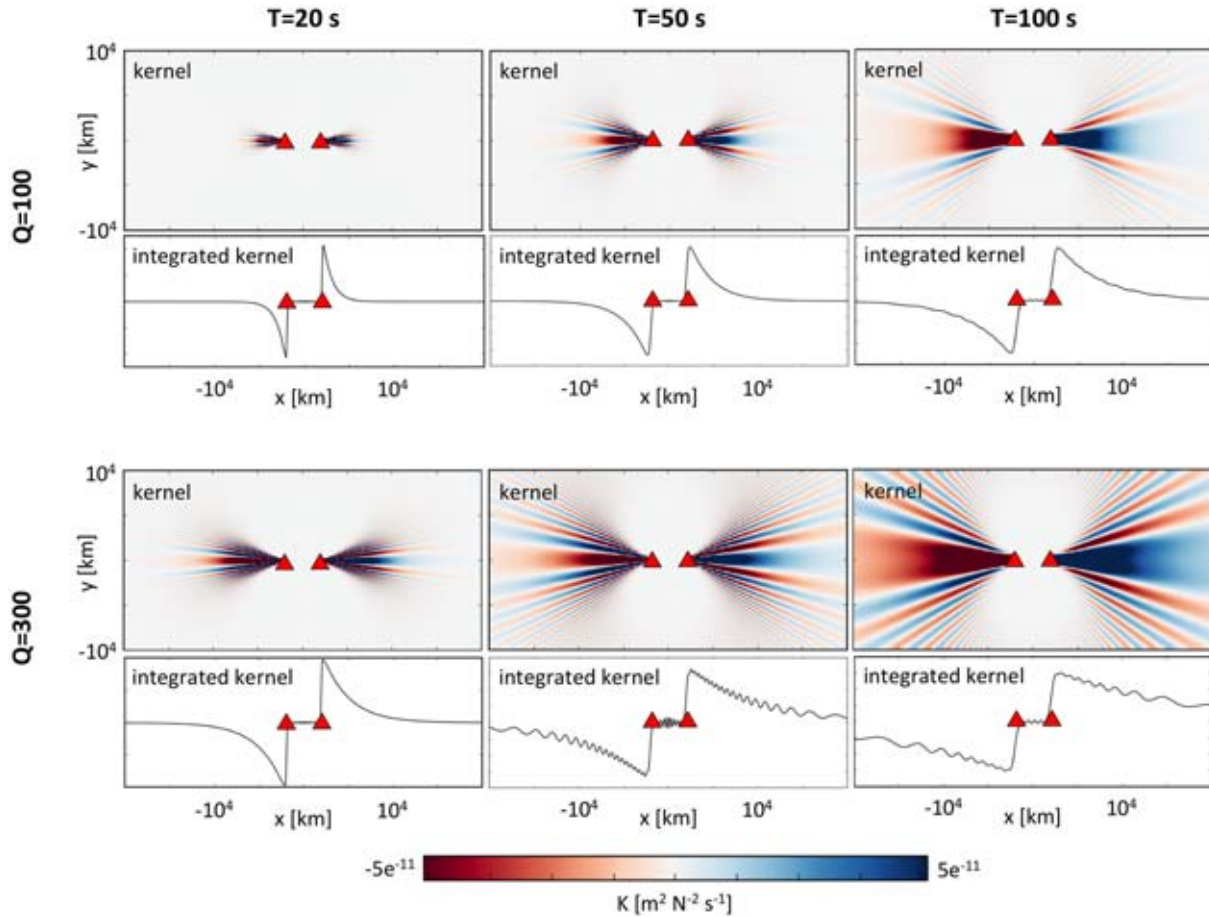 T=20 s T=50 s T=100 s
Q=100
10⁴
y [km]
-10⁴
kernel kernel kernel
integrated kernel integrated kernel integrated kernel
-10⁴ 10⁴ -10⁴ 10⁴ -10⁴ 10⁴
x [km] x [km] x [km]
Q=300
10⁴
y [km]
-10⁴
kernel kernel kernel
integrated kernel integrated kernel integrated kernel
-10⁴ 10⁴ -10⁴ 10⁴ -10⁴ 10⁴
x [km] x [km] x [km]
-5e⁻¹¹ 5e⁻¹¹
K [m² N⁻² s⁻¹]